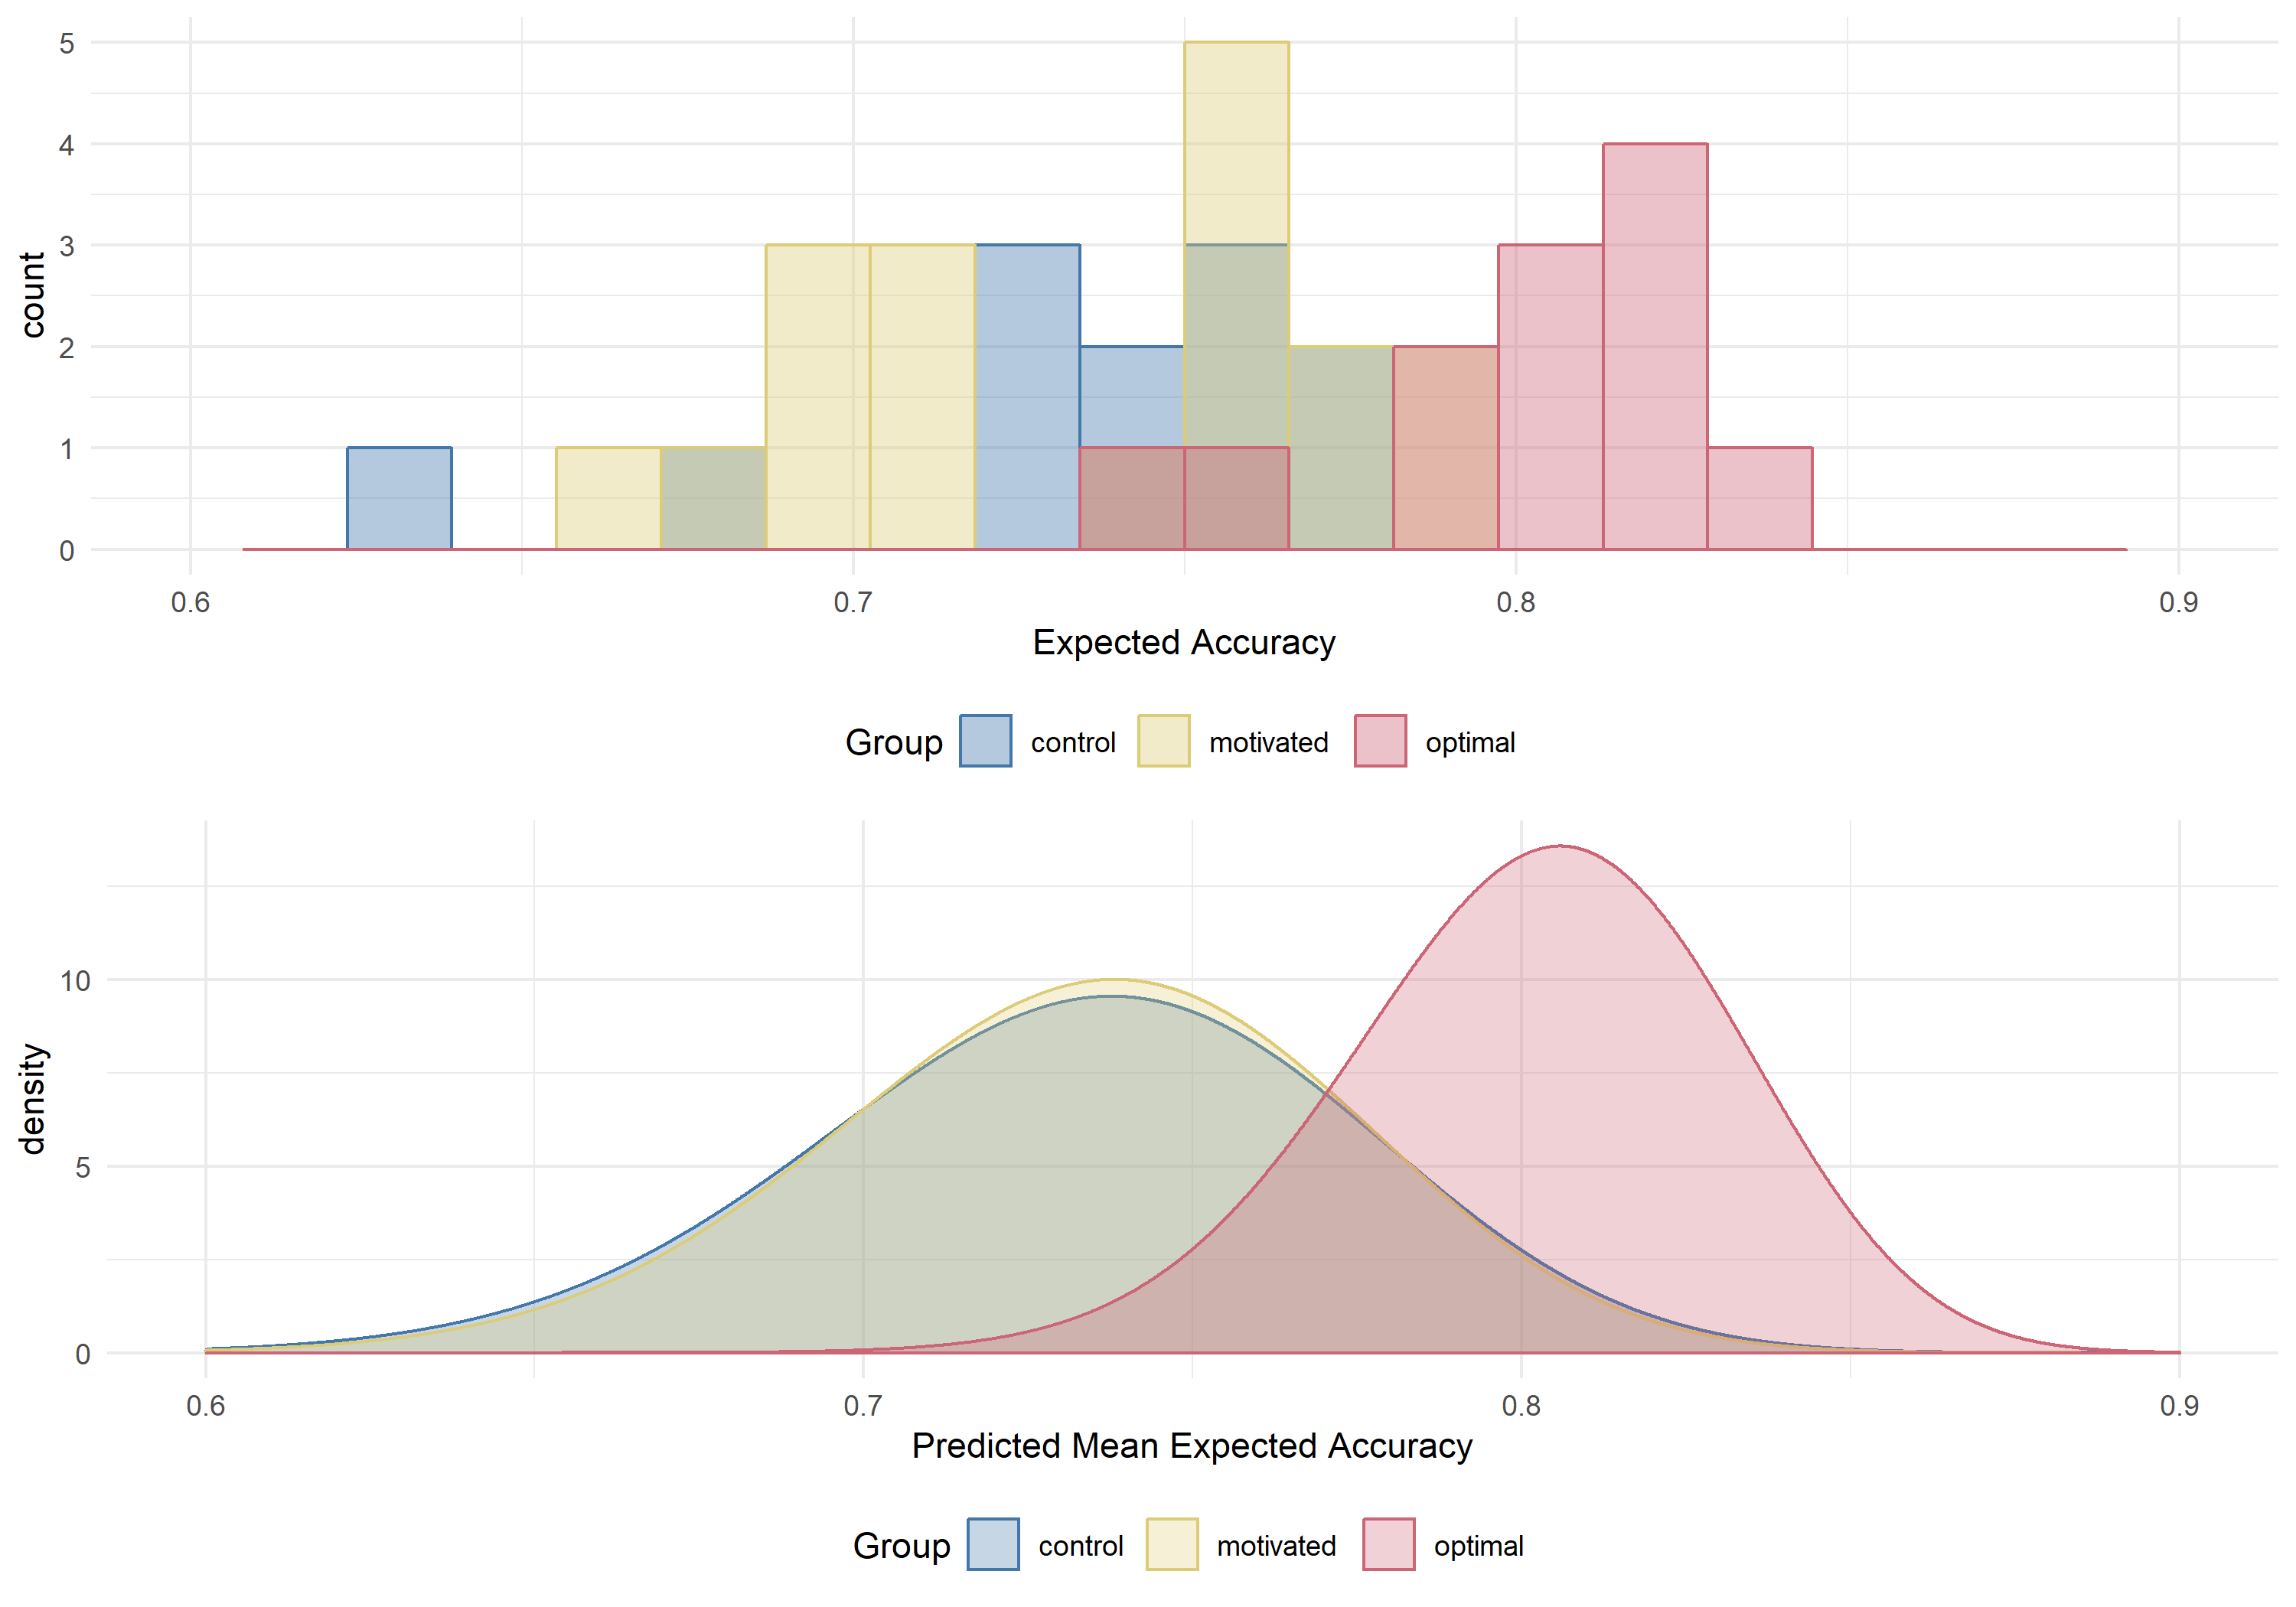 5
4
3
2
1
0
count
0.6 0.7 0.8 0.9
Expected Accuracy
Group control motivated optimal
10
5
0
density
0.6 0.7 0.8 0.9
Predicted Mean Expected Accuracy
Group control motivated optimal